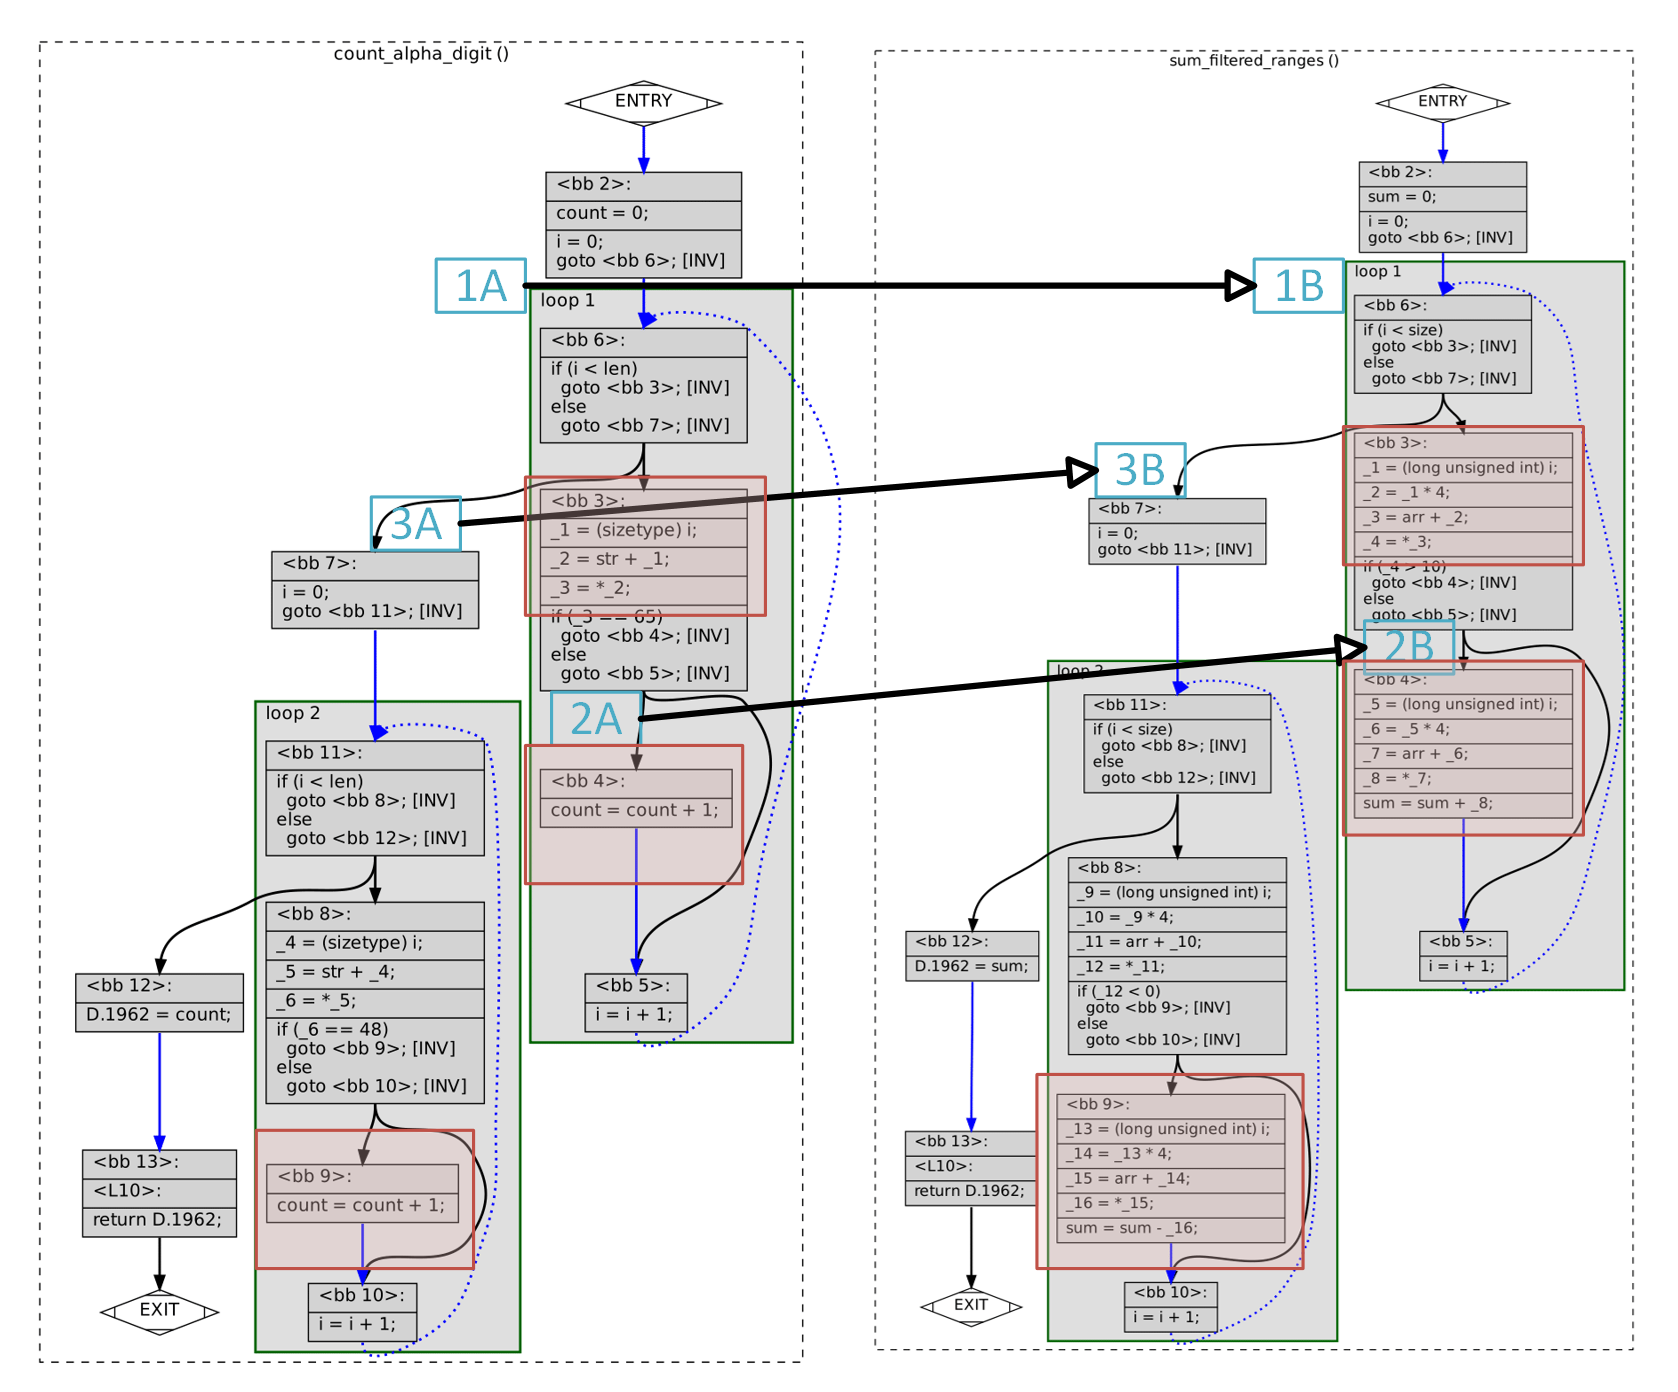 count_alpha_digit ()
ENTRY
<bb 2>:
count = 0;
i = 0;
goto <bb 6>; [INV]
1A
loop 1
<bb 6>:
if (i < len)
goto <bb 3>; [INV]
else
goto <bb 7>; [INV]
<bb 3>:
_1 = (sizetype) i;
_2 = str + _1;
_3 = *_2;
if (_3 == 65)
goto <bb 4>; [INV]
else
goto <bb 5>; [INV]
2A
<bb 4>:
count = count + 1;
<bb 5>:
i = i + 1;
3A
<bb 7>:
i = 0;
goto <bb 11>; [INV]
loop 2
<bb 11>:
if (i < len)
goto <bb 8>; [INV]
else
goto <bb 12>; [INV]
<bb 8>:
_4 = (sizetype) i;
_5 = str + _4;
_6 = *_5;
if (_6 == 48)
goto <bb 9>; [INV]
else
goto <bb 10>; [INV]
<bb 9>:
count = count + 1;
<bb 10>:
i = i + 1;
<bb 12>:
D.1962 = count;
<bb 13>:
<L10>:
return D.1962;
EXIT
sum_filtered_ranges ()
ENTRY
<bb 2>:
sum = 0;
i = 0;
goto <bb 6>; [INV]
1B
loop 1
<bb 6>:
if (i < size)
goto <bb 3>; [INV]
else
goto <bb 7>; [INV]
<bb 3>:
_1 = (long unsigned int) i;
_2 = _1 * 4;
_3 = arr + _2;
_4 = *_3;
if (_4 > 10)
goto <bb 4>; [INV]
else
goto <bb 5>; [INV]
2B
<bb 4>:
_5 = (long unsigned int) i;
_6 = _5 * 4;
_7 = arr + _6;
_8 = *_7;
sum = sum + _8;
<bb 5>:
i = i + 1;
3B
<bb 7>:
i = 0;
goto <bb 11>; [INV]
loop 2
<bb 11>:
if (i < size)
goto <bb 8>; [INV]
else
goto <bb 12>; [INV]
<bb 8>:
_9 = (long unsigned int) i;
_10 = _9 * 4;
_11 = arr + _10;
_12 = *_11;
if (_12 < 0)
goto <bb 9>; [INV]
else
goto <bb 10>; [INV]
<bb 9>:
_13 = (long unsigned int) i;
_14 = _13 * 4;
_15 = arr + _14;
_16 = *_15;
sum = sum - _16;
<bb 10>:
i = i + 1;
<bb 12>:
D.1962 = sum;
<bb 13>:
<L10>:
return D.1962;
EXIT